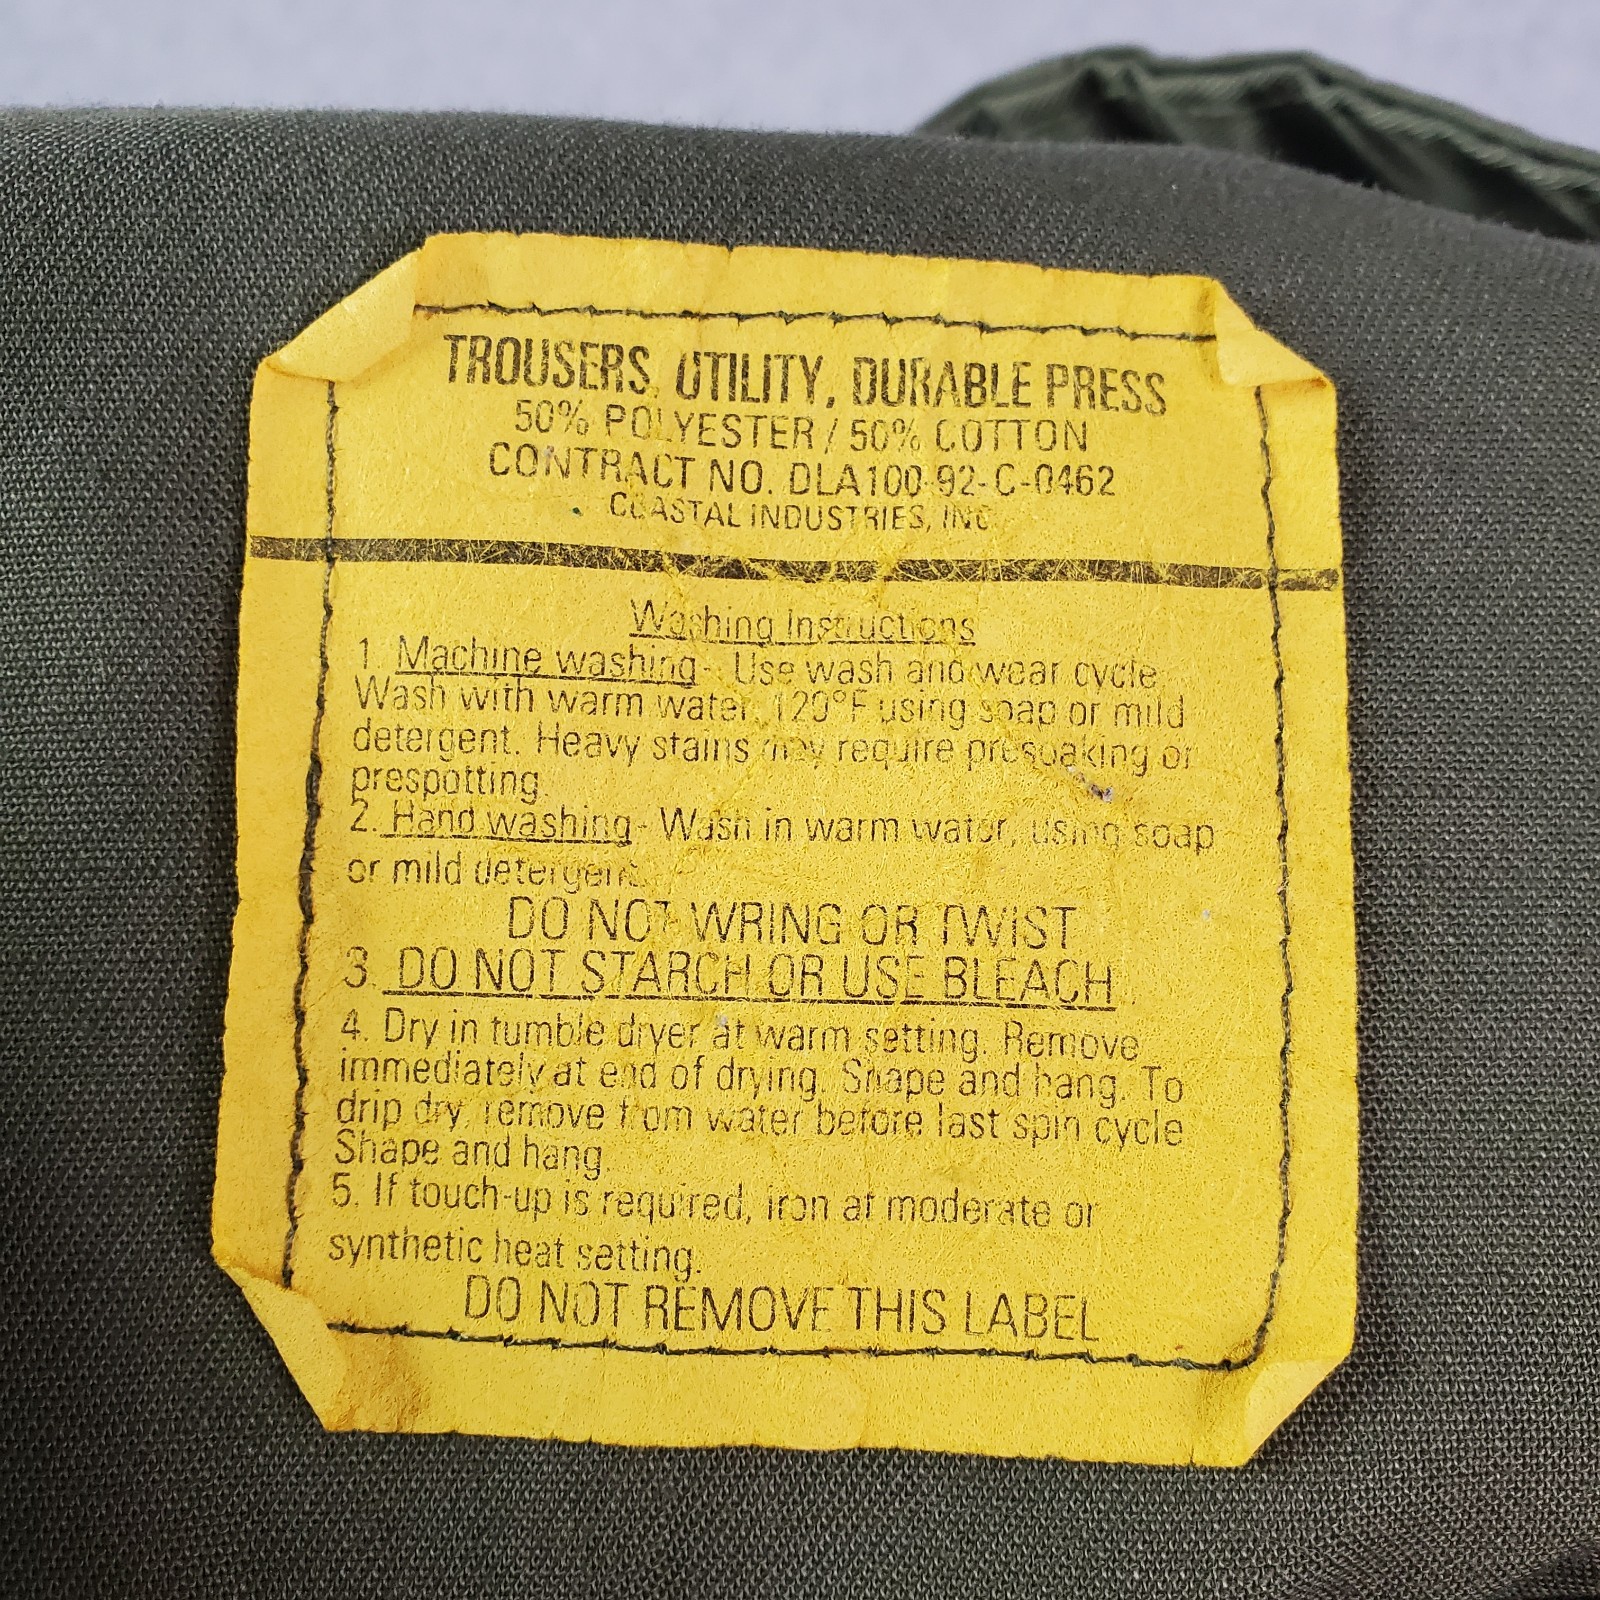 TROUSERS, UTILITY, DURABLE PRESS
50% POLYESTER / 50% COTTON
CONTRACT NO. DLA100-92-C-0462
COASTAL INDUSTRIES, INC.
Washing Instructions
1. Machine washing - Use wash and wear cycle.
Wash with warm water, 120°F using soap or mild
detergent. Heavy stains may require presoaking or
prespotting.
2. Hand washing - Wash in warm water, using soap
or mild detergent.
DO NOT WRING OR TWIST
3. DO NOT STARCH OR USE BLEACH
4. Dry in tumble dryer at warm setting. Remove
immediately at end of drying. Shape and hang. To
drip dry, remove from water before last spin cycle
Shape and hang.
5. If touch-up is required, iron at moderate or
synthetic heat setting.
DO NOT REMOVE THIS LABEL